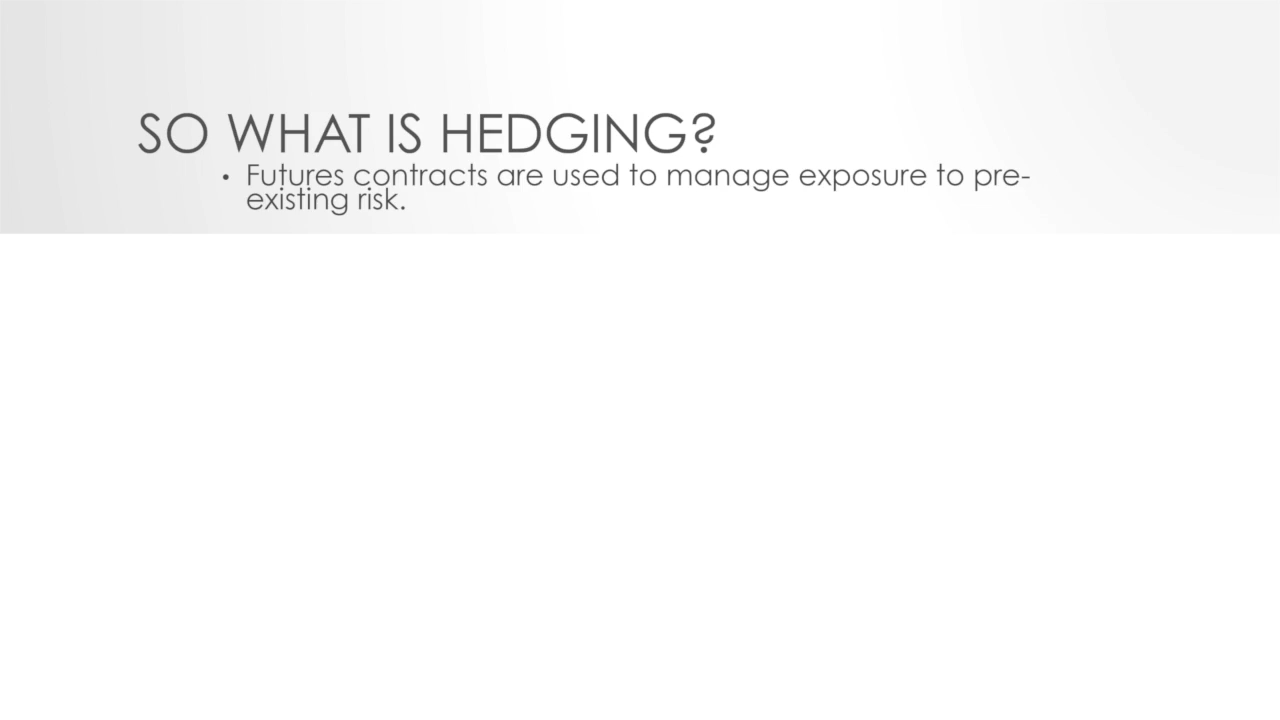 SO WHAT IS HEDGING?
• Futures contracts are used to manage exposure to pre-
existing risk.